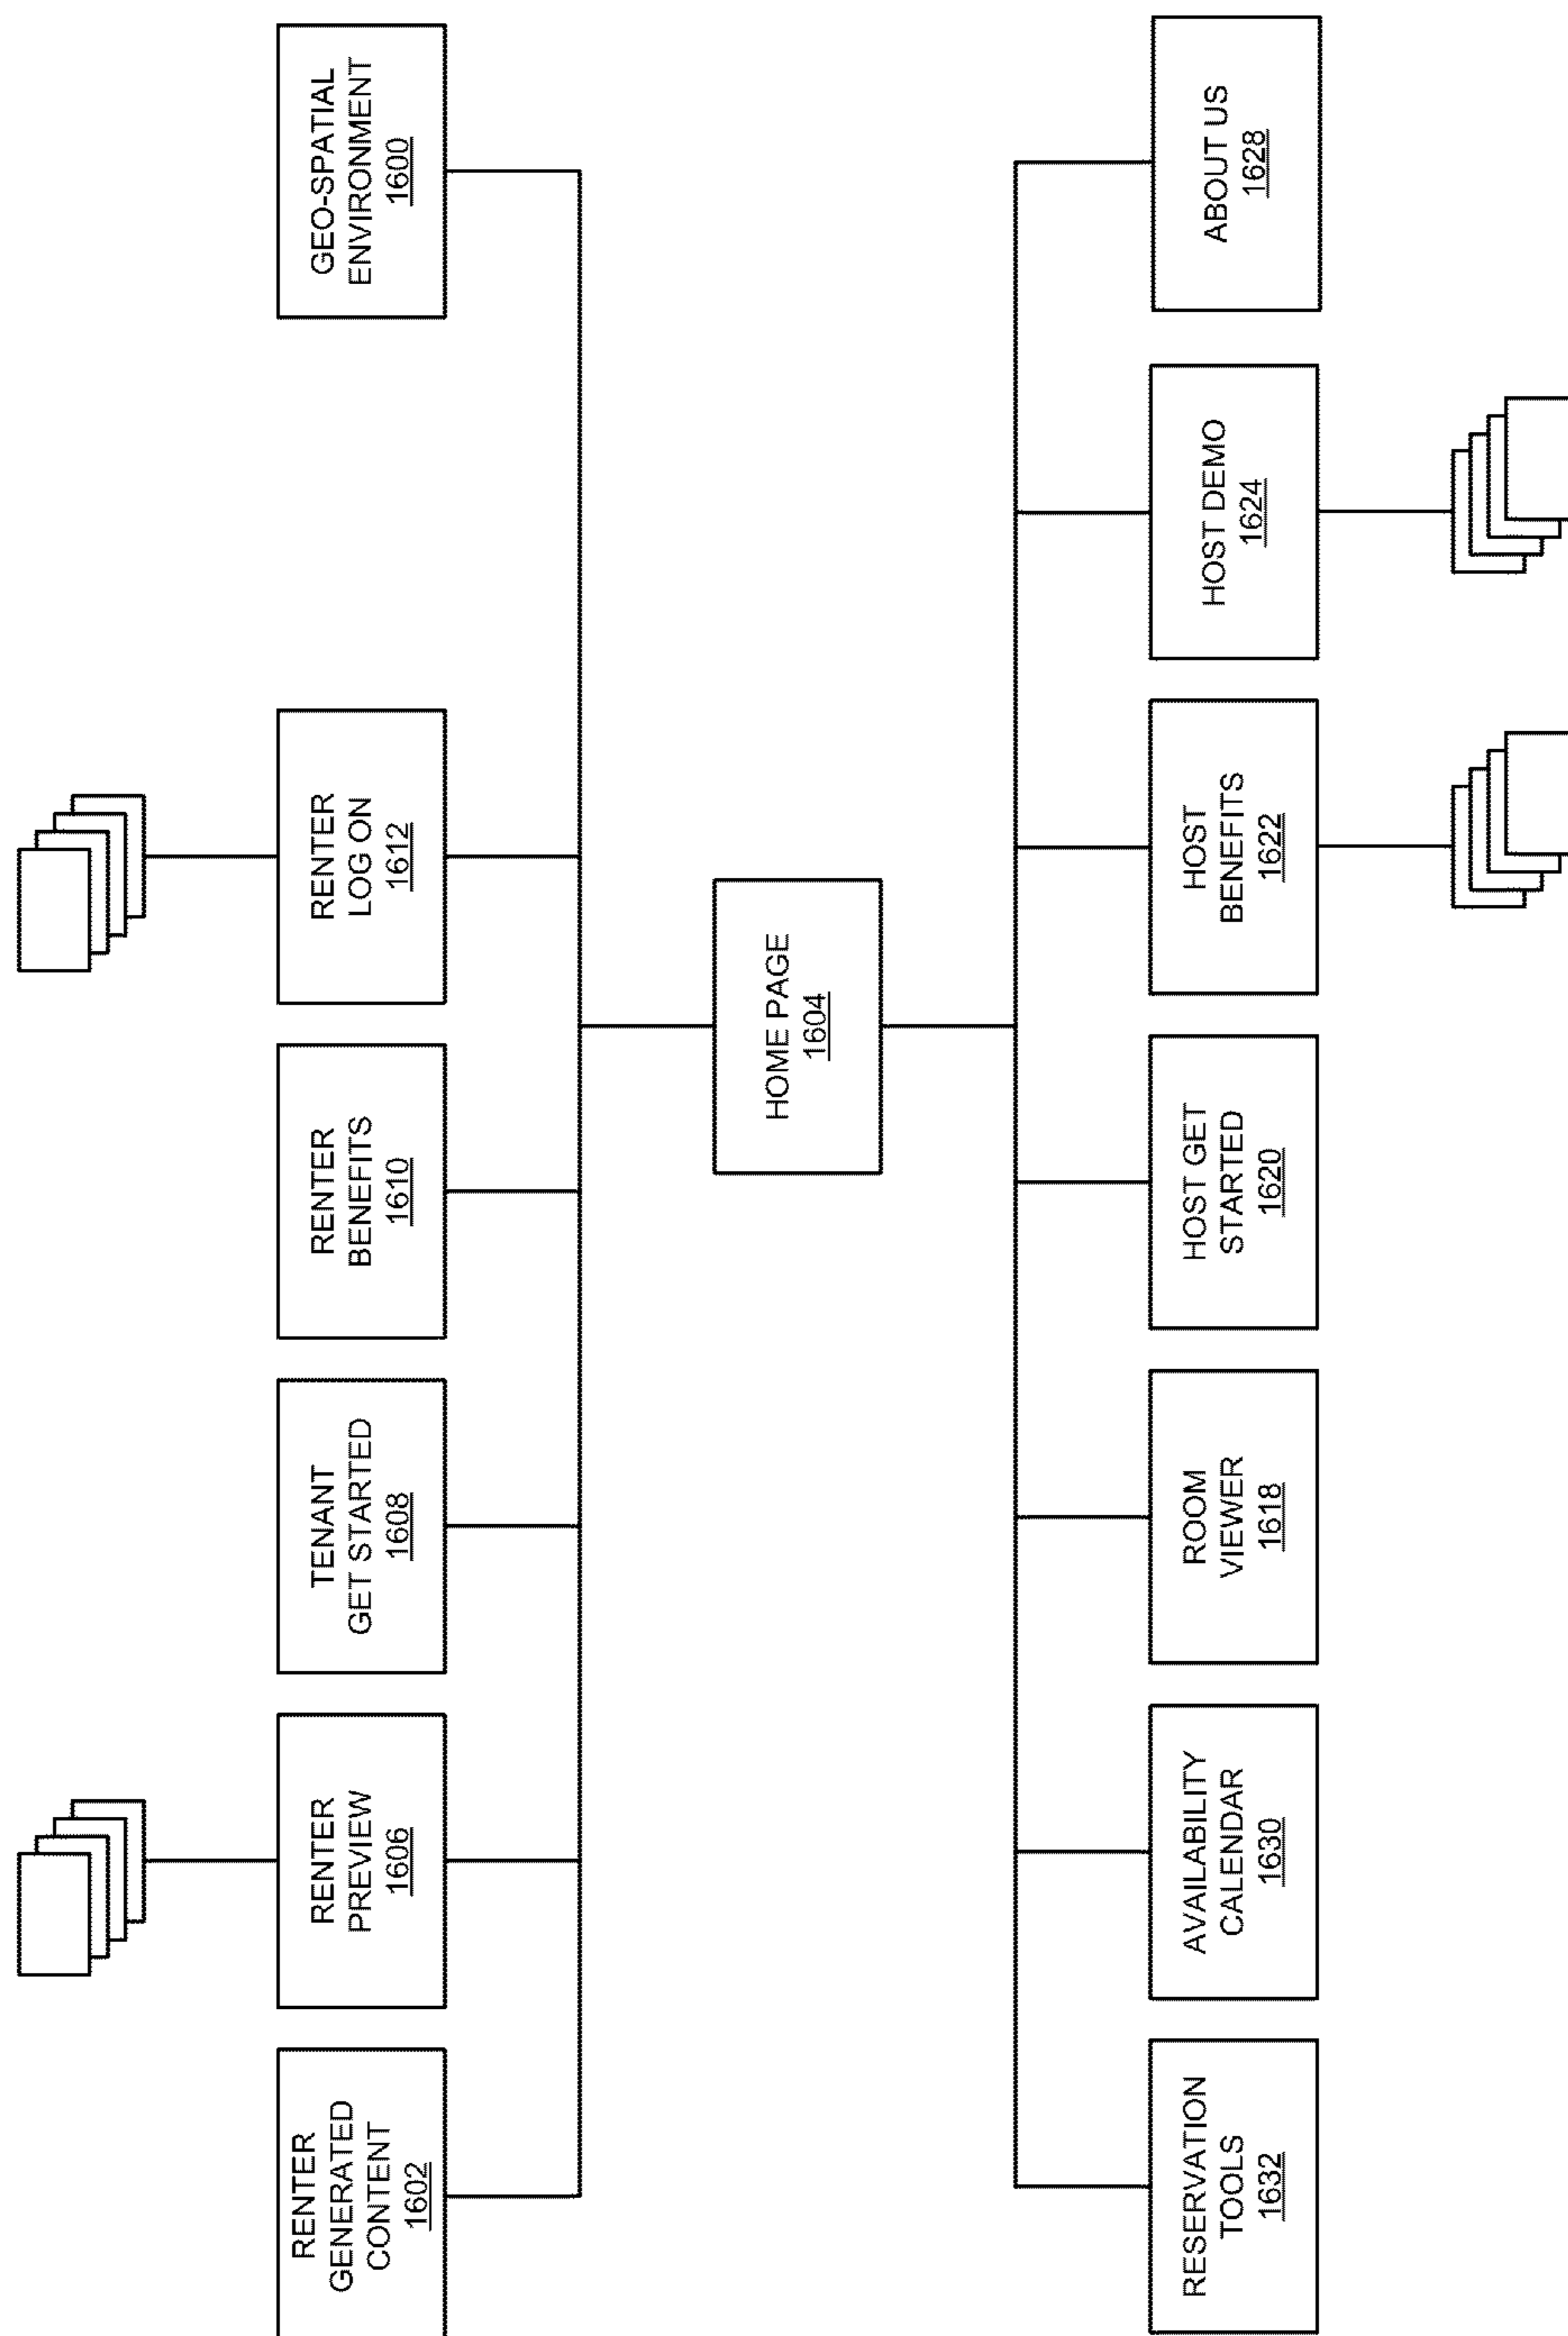 RENTER
GENERATED
CONTENT
1602
RENTER
PREVIEW
1606
TENANT
GET STARTED
1608
RENTER
BENEFITS
1610
RENTER
LOG ON
1612
GEO-SPATIAL
ENVIRONMENT
1600
HOME PAGE
1604
RESERVATION
TOOLS
1632
AVAILABILITY
CALENDAR
1630
ROOM
VIEWER
1618
HOST GET
STARTED
1620
HOST
BENEFITS
1622
HOST DEMO
1624
ABOUT US
1628